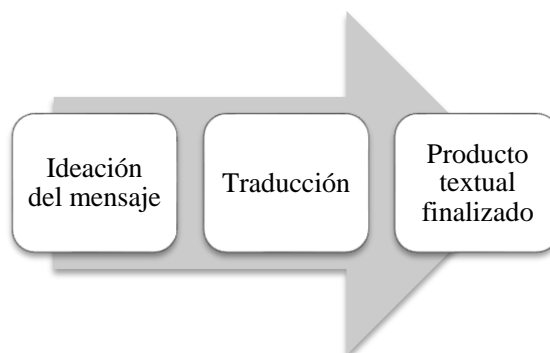 Ideación
del mensaje
Traducción
Producto
textual
finalizado